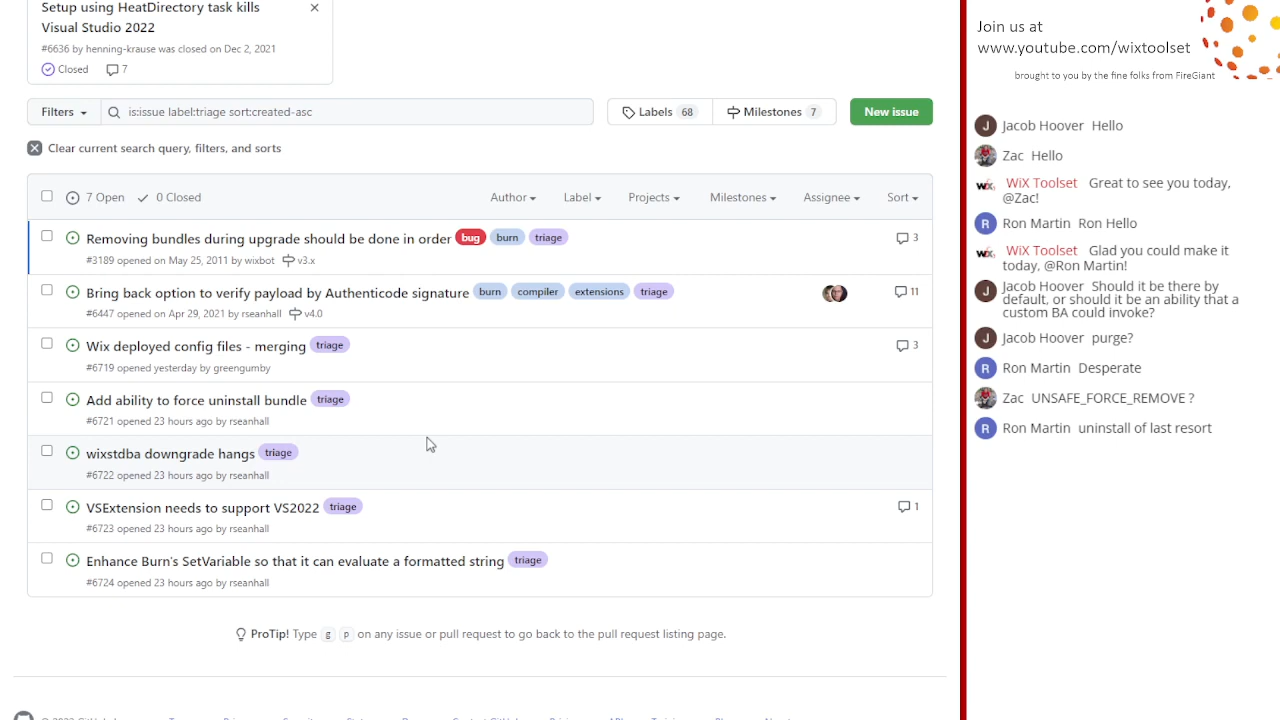 Setup using HeatDirectory task kills
Visual Studio 2022
#6636 by henning-krause was closed on Dec 2, 2021
Closed 7
Filters is:issue label:triage sort:created-asc Labels 68 Milestones 7 New issue
Clear current search query, filters, and sorts
7 Open 0 Closed Author Label Projects Milestones Assignee Sort
Removing bundles during upgrade should be done in order bug burn triage 3
#3189 opened on May 25, 2011 by wixbot v3.x
Bring back option to verify payload by Authenticode signature burn compiler extensions triage 11
#6447 opened on Apr 29, 2021 by rseanhall v4.0
Wix deployed config files - merging triage 3
#6719 opened yesterday by greengumby
Add ability to force uninstall bundle triage
#6721 opened 23 hours ago by rseanhall
wixstdba downgrade hangs triage
#6722 opened 23 hours ago by rseanhall
VSExtension needs to support VS2022 triage 1
#6723 opened 23 hours ago by rseanhall
Enhance Burn's SetVariable so that it can evaluate a formatted string triage
#6724 opened 23 hours ago by rseanhall
ProTip! Type g p on any issue or pull request to go back to the pull request listing page.
Join us at
www.youtube.com/wixtoolset
brought to you by the fine folks from FireGiant
J Jacob Hoover Hello
Zac Hello
WiX WiX Toolset Great to see you today,
@Zac!
R Ron Martin Ron Hello
WiX WiX Toolset Glad you could make it
today, @Ron Martin!
J Jacob Hoover Should it be there by
default, or should it be an ability that a
custom BA could invoke?
J Jacob Hoover purge?
R Ron Martin Desperate
Zac UNSAFE_FORCE_REMOVE ?
R Ron Martin uninstall of last resort